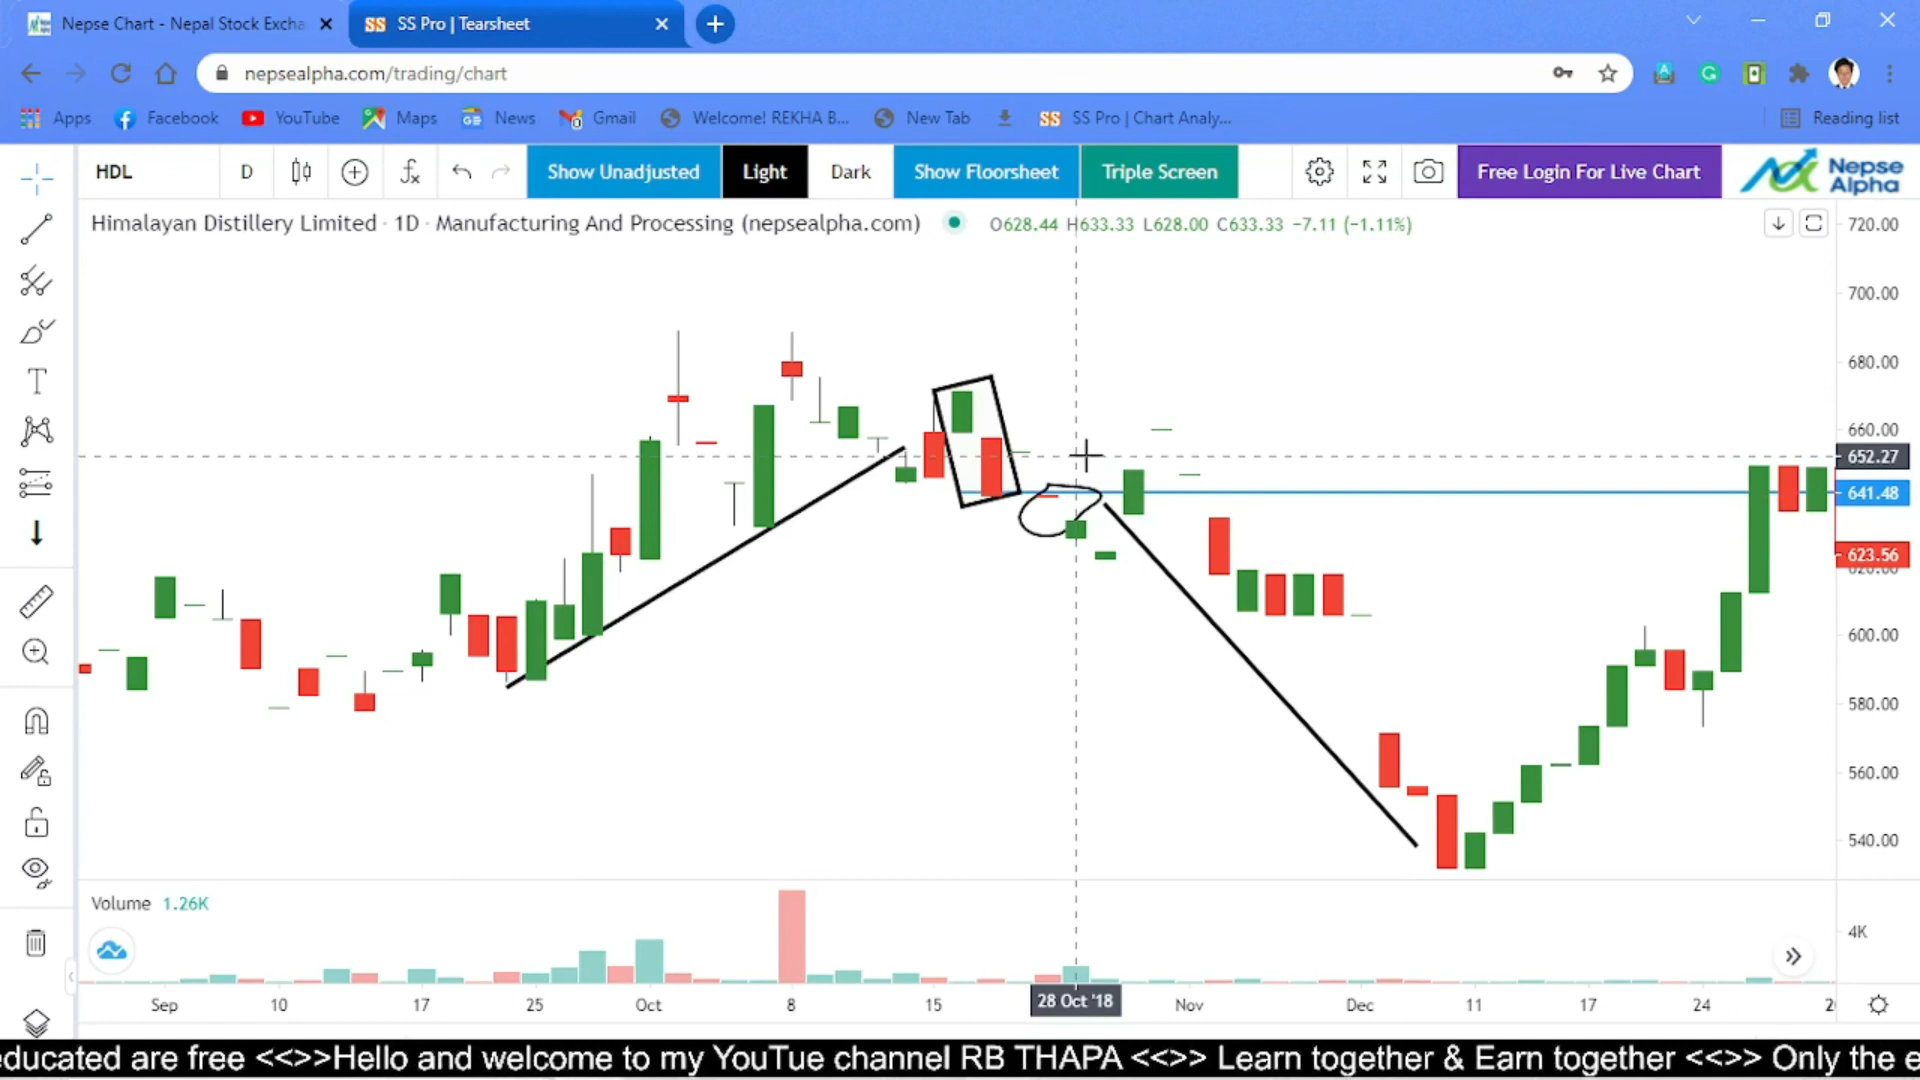 Nepse Chart - Nepal Stock Excha
SS Pro | Tearsheet
nepsealpha.com/trading/chart
Apps
Facebook
YouTube
Maps
News
Gmail
Welcome! REKHA B...
New Tab
SS Pro | Chart Analy...
Reading list
HDL
D
Show Unadjusted
Light
Dark
Show Floorsheet
Triple Screen
Free Login For Live Chart
Nepse
Alpha
Himalayan Distillery Limited · 1D · Manufacturing And Processing (nepsealpha.com)
O628.44 H633.33 L628.00 C633.33 −7.11 (−1.11%)
720.00
700.00
680.00
660.00
652.27
641.48
623.56
620.00
600.00
580.00
560.00
540.00
Volume 1.26K
4K
Sep
10
17
25
Oct
8
15
28 Oct '18
Nov
Dec
11
17
24
educated are free <<>>Hello and welcome to my YouTue channel RB THAPA <<>> Learn together & Earn together <<>> Only the e